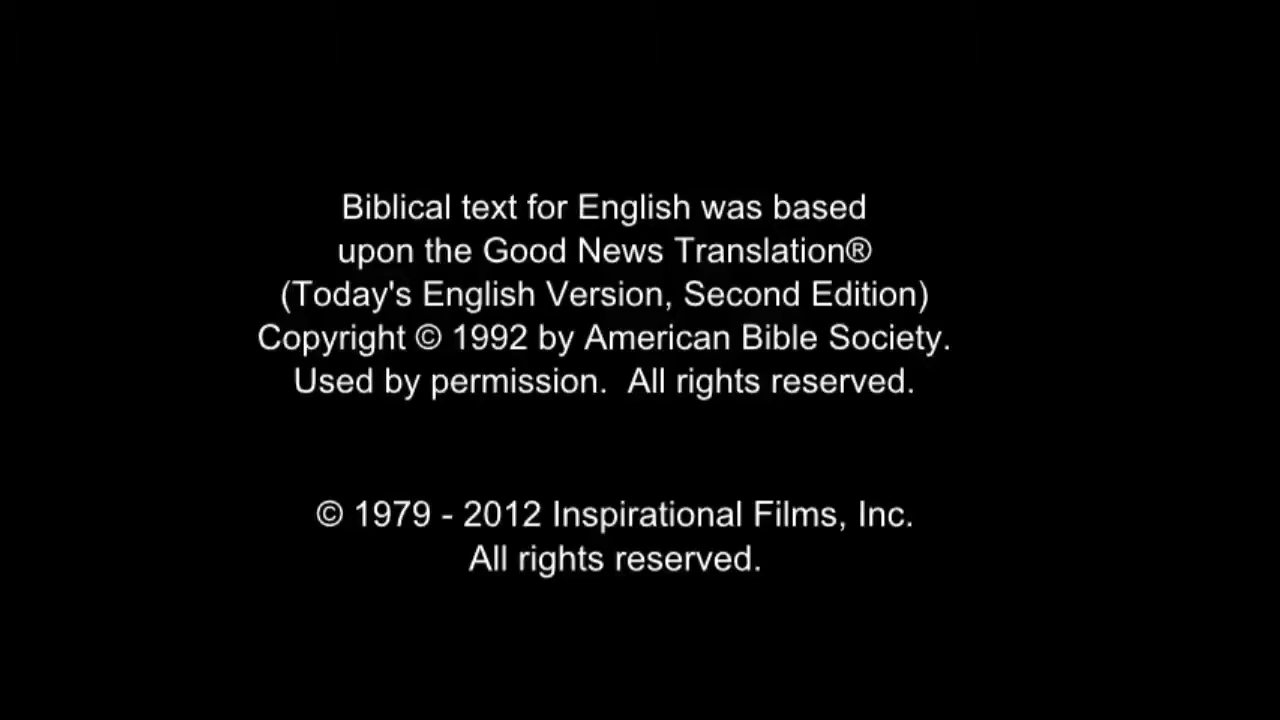 Biblical text for English was based
upon the Good News Translation®
(Today's English Version, Second Edition)
Copyright © 1992 by American Bible Society.
Used by permission.  All rights reserved.
© 1979 - 2012 Inspirational Films, Inc.
All rights reserved.